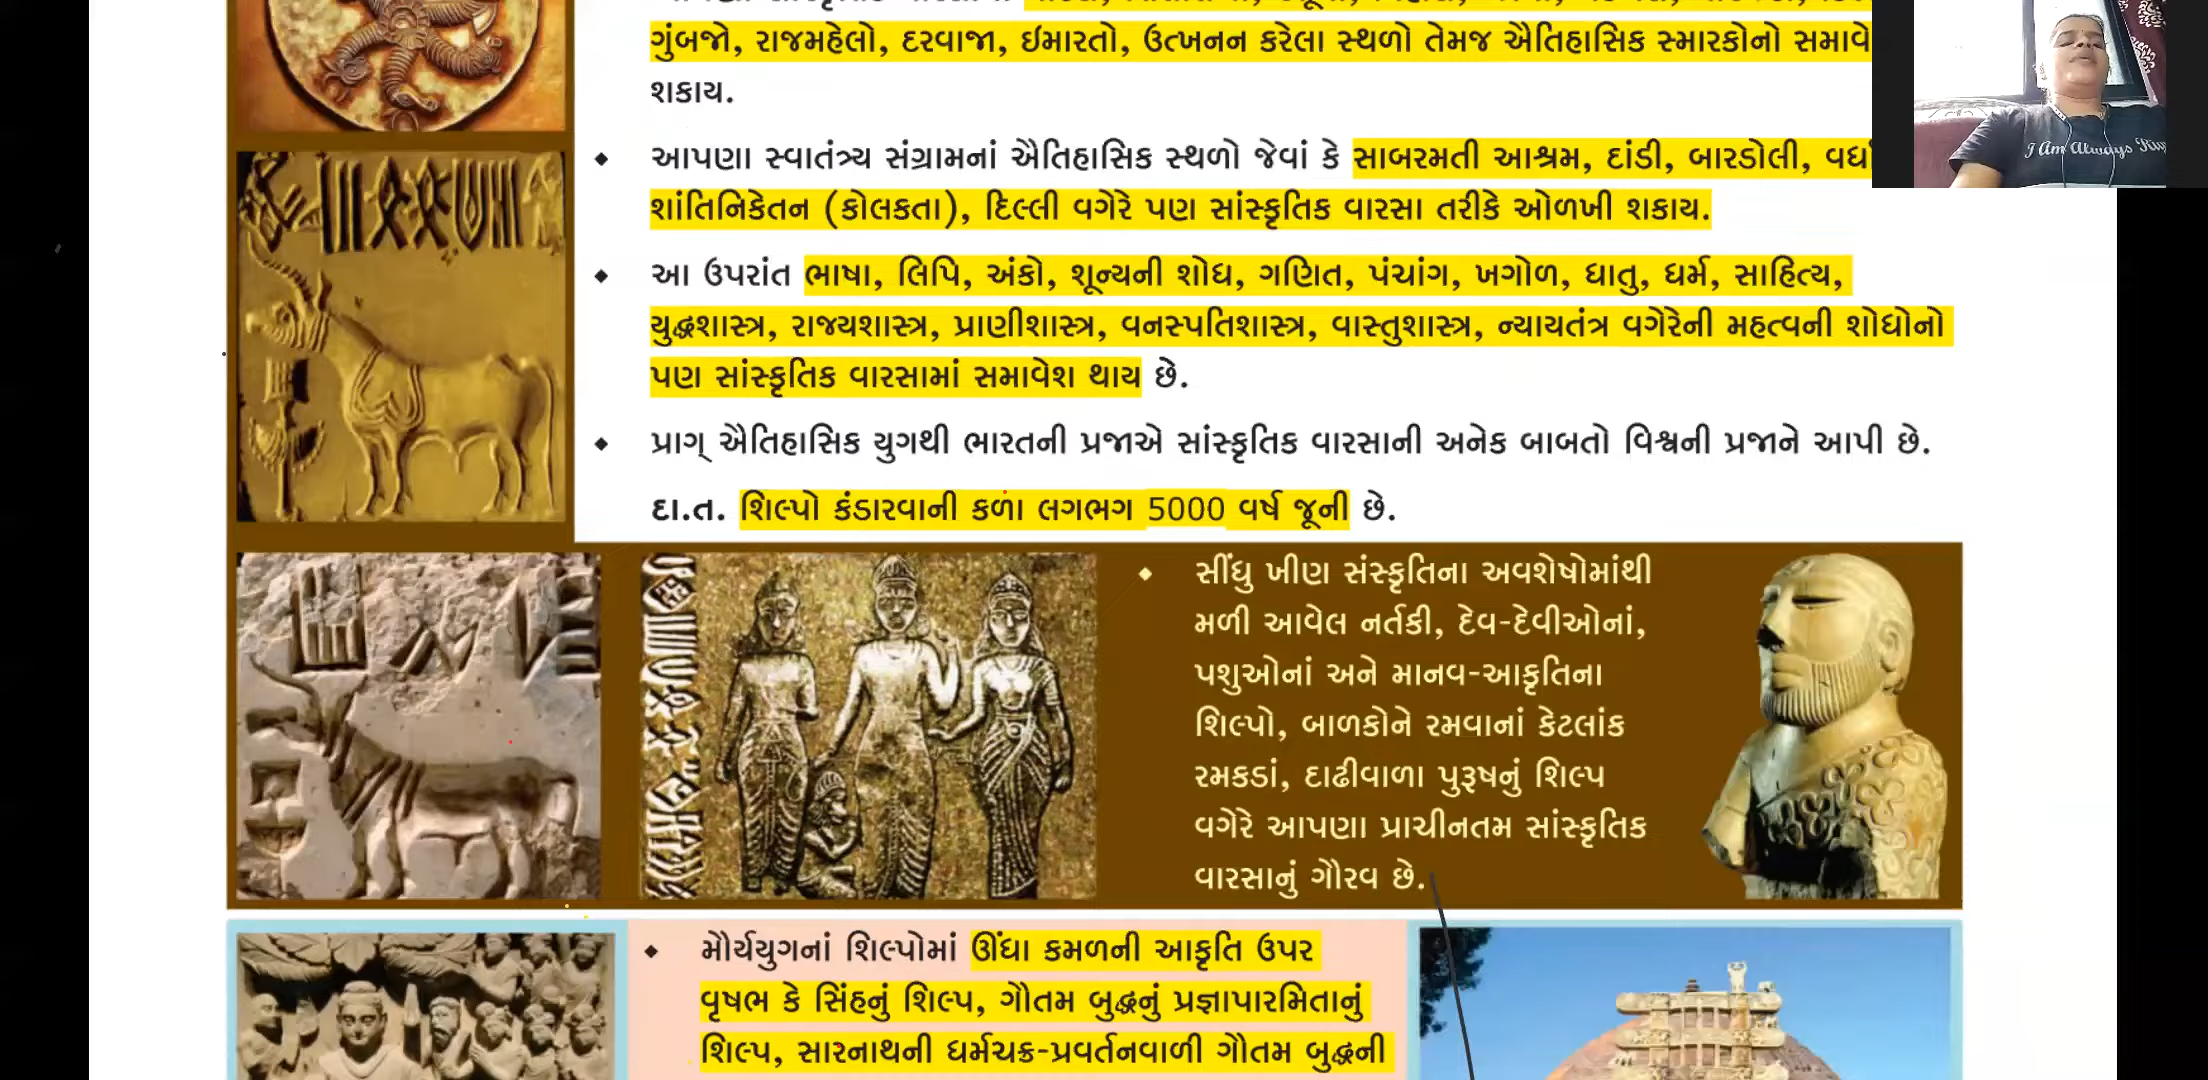 ગુંબજો, રાજમહેલો, દરવાજા, ઈમારતો, ઉત્ખનન કરેલા સ્થળો તેમજ ઐતિહાસિક સ્મારકોનો
શકાય.
◆ આપણા સ્વાતંત્ર્ય સંગ્રામનાં ઐતિહાસિક સ્થળો જેવાં કે સાબરમતી આશ્રમ, દાંડી, બારડોલી,
શાંતિનિકેતન (કોલકતા), દિલ્લી વગેરે પણ સાંસ્કૃતિક વારસા તરીકે ઓળખી શકાય.
◆ આ ઉપરાંત ભાષા, લિપિ, અંકો, શૂન્યની શોધ, ગણિત, પંચાંગ, ખગોળ, ધાતુ, ધર્મ, સાહિત્ય,
યુદ્ધશાસ્ત્ર, રાજ્યશાસ્ત્ર, પ્રાણીશાસ્ત્ર, વનસ્પતિશાસ્ત્ર, વાસ્તુશાસ્ત્ર, ન્યાયતંત્ર વગેરેની મહત્વની શોધોનો
પણ સાંસ્કૃતિક વારસામાં સમાવેશ થાય છે.
◆ પ્રાગ્ ઐતિહાસિક યુગથી ભારતની પ્રજાએ સાંસ્કૃતિક વારસાની અનેક બાબતો વિશ્વની પ્રજાને આપી છે.
દા.ત. શિલ્પો કંડારવાની કળા લગભગ 5000 વર્ષ જૂની છે.
◆ સીંધુ ખીણ સંસ્કૃતિના અવશેષોમાંથી
મળી આવેલ નર્તકી, દેવ-દેવીઓનાં,
પશુઓનાં અને માનવ-આકૃતિના
શિલ્પો, બાળકોને રમવાનાં કેટલાંક
રમકડાં, દાઢીવાળા પુરૂષનું શિલ્પ
વગેરે આપણા પ્રાચીનતમ સાંસ્કૃતિક
વારસાનું ગૌરવ છે.
◆ મૌર્યયુગનાં શિલ્પોમાં ઊંધા કમળની આકૃતિ ઉપર
વૃષભ કે સિંહનું શિલ્પ, ગૌતમ બુદ્ધનું પ્રજ્ઞાપારમિતાનું
શિલ્પ, સારનાથની ધર્મચક્ર-પ્રવર્તનવાળી ગૌતમ બુદ્ધની
I Am Always